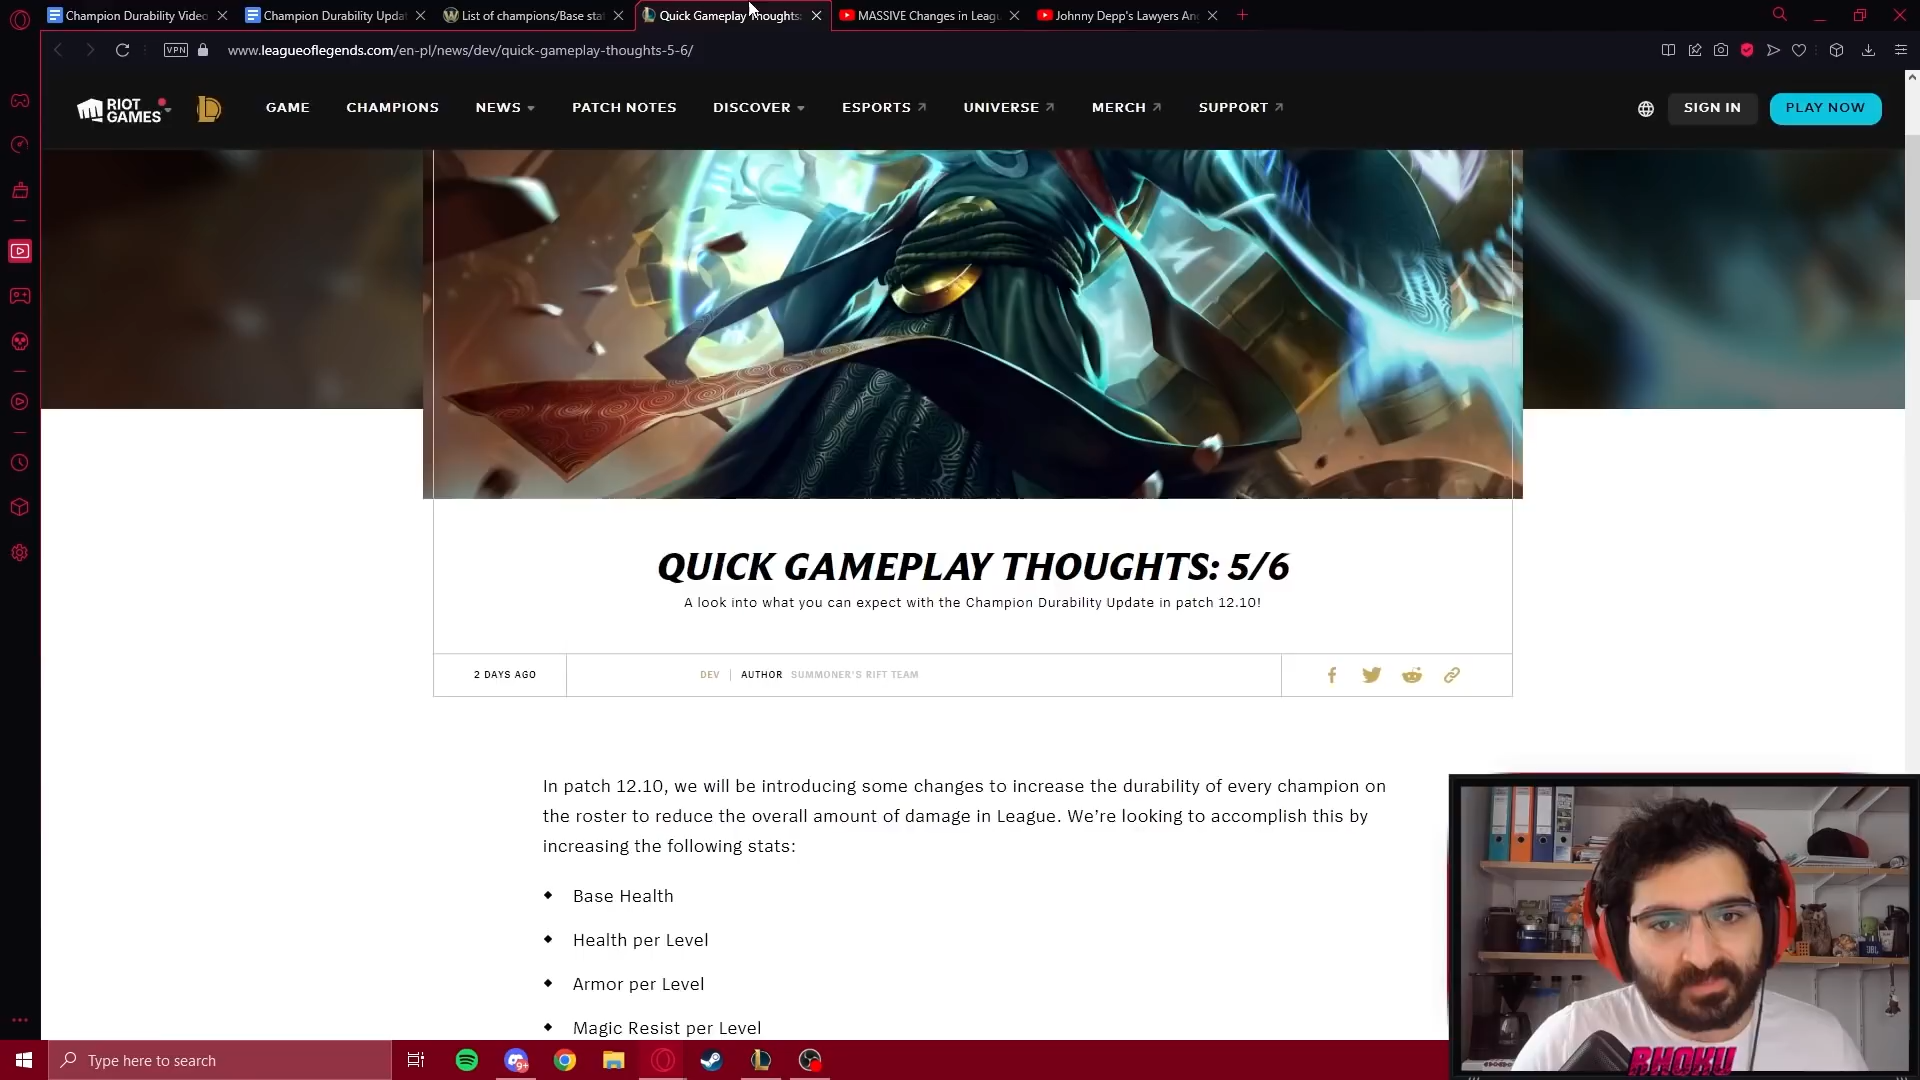 Champion Durability Video
Champion Durability Upda
List of champions/Base sta
Quick Gameplay Thoughts:
MASSIVE Changes in Leagu
Johnny Depp's Lawyers An
VPN
www.leagueoflegends.com/en-pl/news/dev/quick-gameplay-thoughts-5-6/
RIOT GAMES
GAME
CHAMPIONS
NEWS
PATCH NOTES
DISCOVER
ESPORTS
UNIVERSE
MERCH
SUPPORT
SIGN IN
PLAY NOW
QUICK GAMEPLAY THOUGHTS: 5/6
A look into what you can expect with the Champion Durability Update in patch 12.10!
2 DAYS AGO
DEV
AUTHOR SUMMONER'S RIFT TEAM
In patch 12.10, we will be introducing some changes to increase the durability of every champion on
the roster to reduce the overall amount of damage in League. We're looking to accomplish this by
increasing the following stats:
Base Health
Health per Level
Armor per Level
Magic Resist per Level
JBL
RHOKU
Type here to search
9+